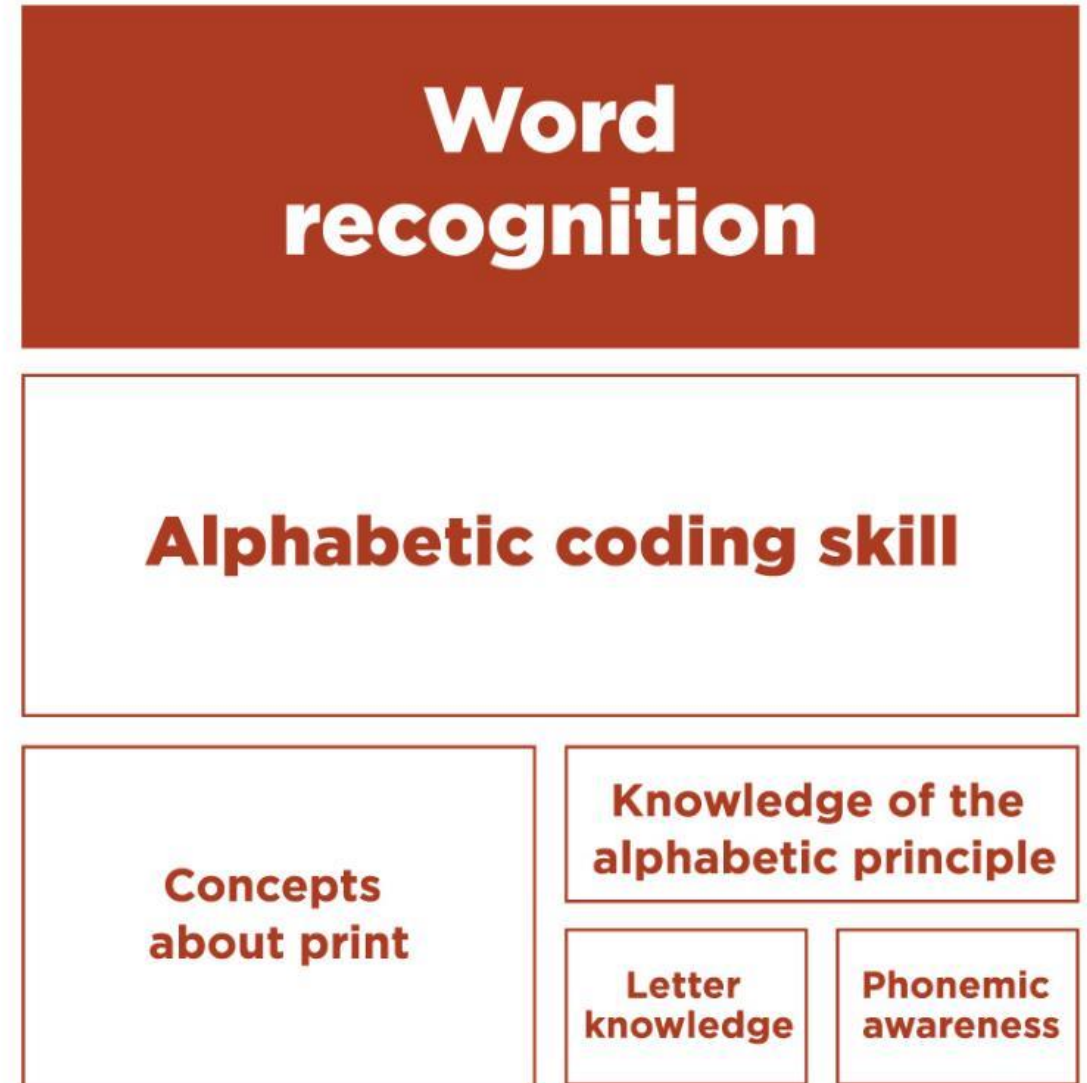 Word
recognition
Alphabetic coding skill
Concepts
about print
Knowledge of the
alphabetic principle
Letter
knowledge
Phonemic
awareness